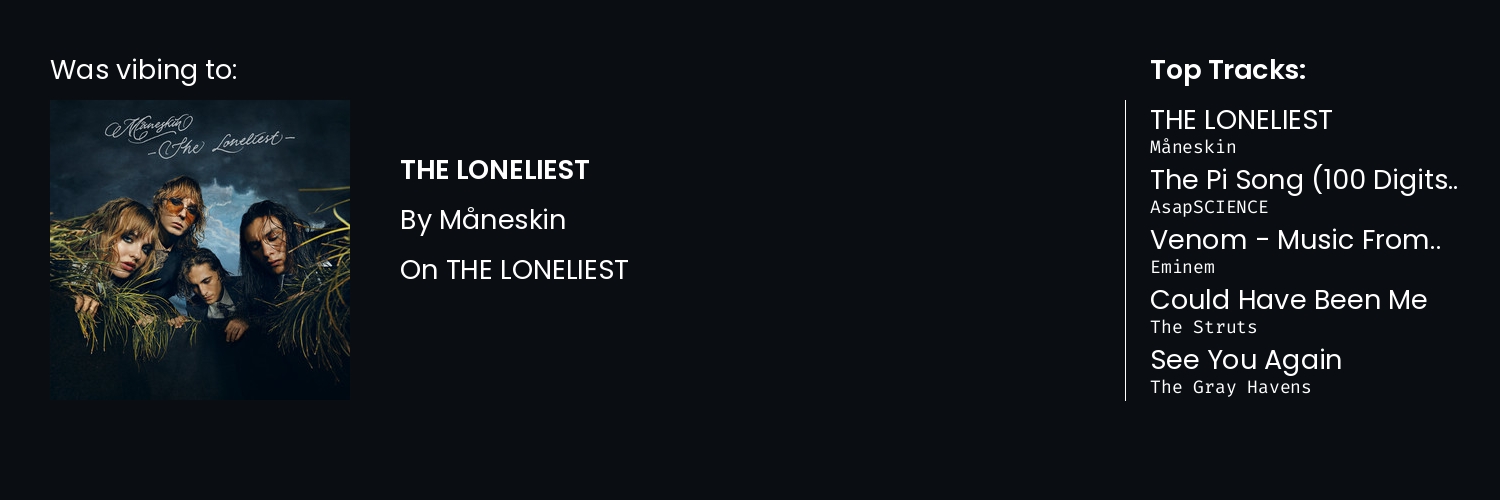 Was vibing to:
Måneskin
- The Loneliest -
THE LONELIEST
By Måneskin
On THE LONELIEST
Top Tracks:
THE LONELIEST
Måneskin
The Pi Song (100 Digits..
AsapSCIENCE
Venom - Music From..
Eminem
Could Have Been Me
The Struts
See You Again
The Gray Havens